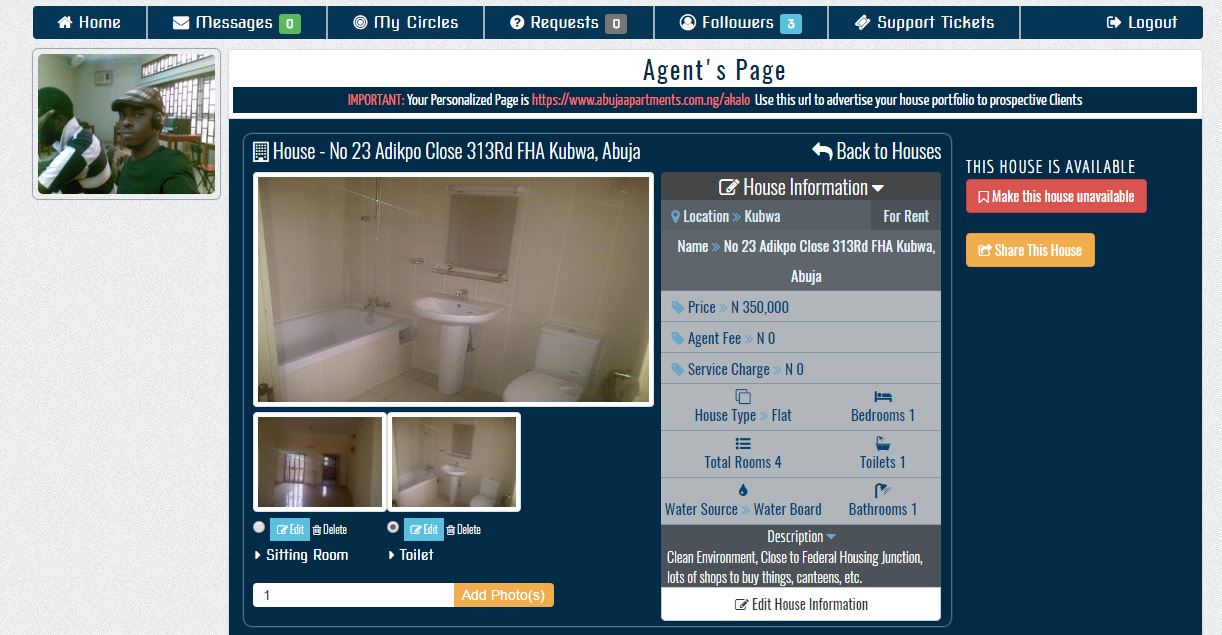 Home
Messages 0
My Circles
Requests 0
Followers 3
Support Tickets
Logout
Agent's Page
IMPORTANT: Your Personalized Page is https://www.abujaapartments.com.ng/akalo Use this url to advertise your house portfolio to prospective Clients
House - No 23 Adikpo Close 313Rd FHA Kubwa, Abuja
Back to Houses
House Information
Location » Kubwa
For Rent
Name » No 23 Adikpo Close 313Rd FHA Kubwa,
Abuja
Price » N 350,000
Agent Fee » N 0
Service Charge » N 0
House Type » Flat
Bedrooms 1
Total Rooms 4
Toilets 1
Water Source » Water Board
Bathrooms 1
Description
Clean Environment, Close to Federal Housing Junction,
lots of shops to buy things, canteens, etc.
Edit House Information
Edit Delete
Sitting Room
Edit Delete
Toilet
1
Add Photo(s)
THIS HOUSE IS AVAILABLE
Make this house unavailable
Share This House